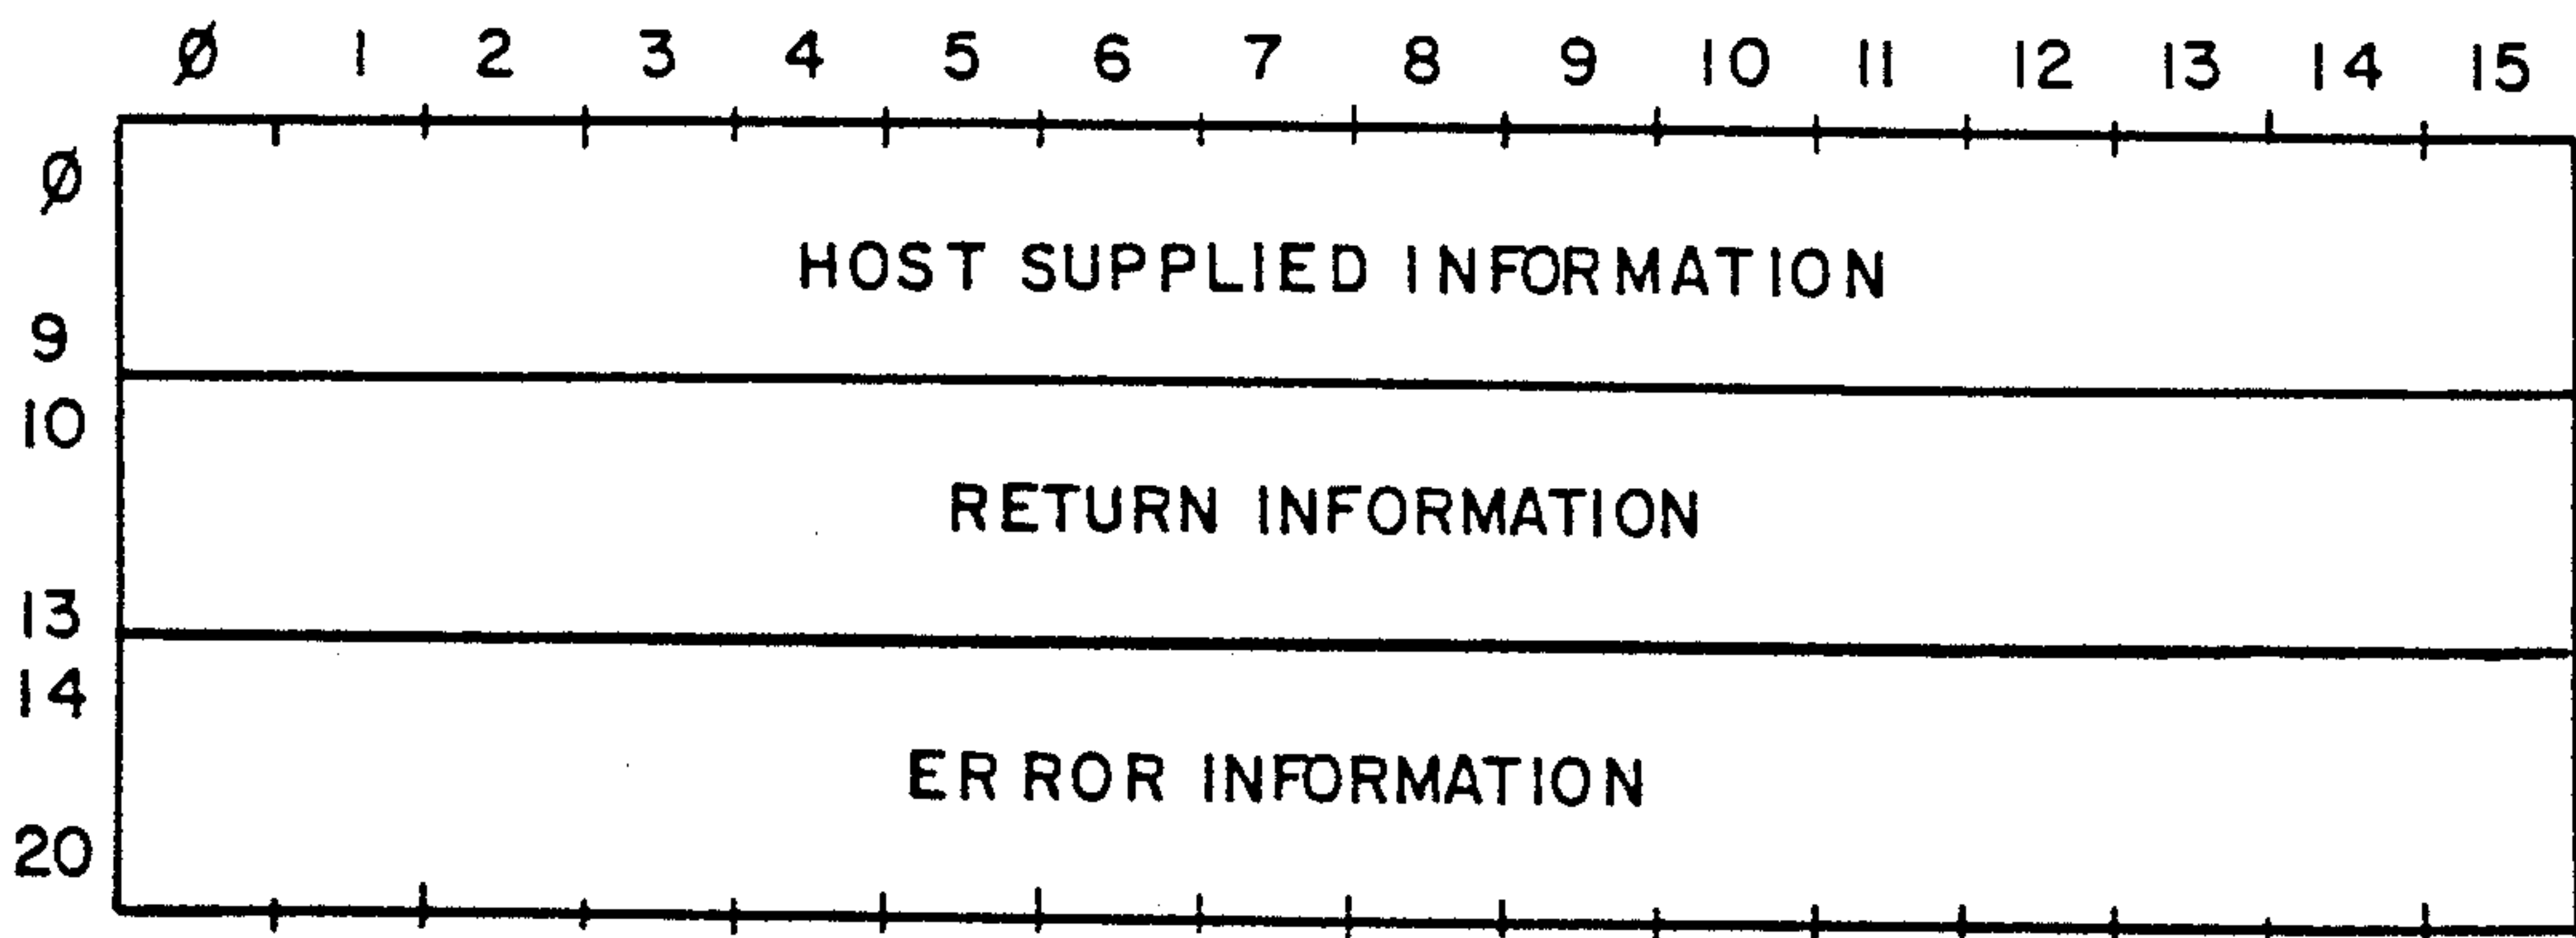 Ø 1 2 3 4 5 6 7 8 9 10 11 12 13 14 15
Ø
HOST SUPPLIED INFORMATION
9
10
RETURN INFORMATION
13
14
ERROR INFORMATION
20